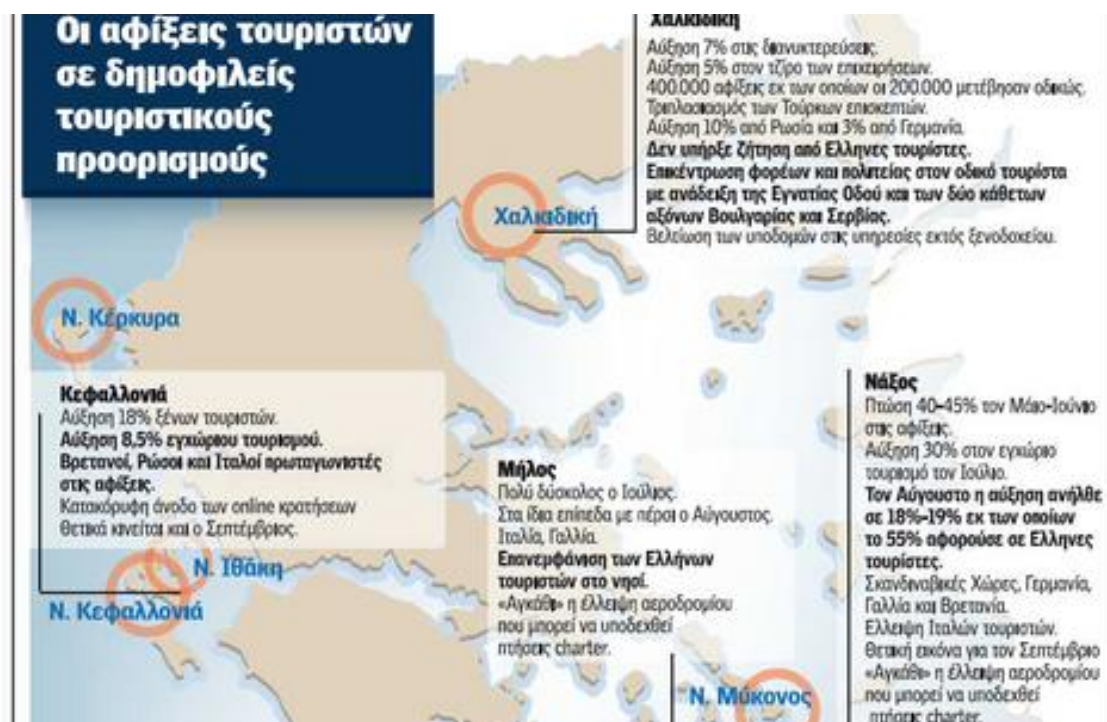 Οι αφίξεις τουριστών
σε δημοφιλείς
τουριστικούς
προορισμούς
Χαλκιδική
Αύξηση 7% στις διανυκτερεύσεις.
Αύξηση 5% στον τζίρο των επιχειρήσεων.
400.000 αφίξεις εκ των οποίων οι 200.000 μετέβησαν οδικώς.
Τριπλασιασμός των Τούρκων επισκεπτών.
Αύξηση 10% από Ρωσία και 3% από Γερμανία.
Δεν υπήρξε ζήτηση από Ελληνες τουρίστες.
Επικέντρωση φορέων και πολιτείας στον οδικό τουρίστα
με ανάδειξη της Εγνατίας Οδού και των δύο κάθετων
αξόνων Βουλγαρίας και Σερβίας.
Βελτίωση των υποδομών στις υπηρεσίες εκτός ξενοδοχείου.
Χαλκιδική
Ν. Κέρκυρα
Κεφαλλονιά
Αύξηση 18% ξένων τουριστών.
Αύξηση 8,5% εγχώριου τουρισμού.
Βρετανοί, Ρώσοι και Ιταλοί πρωταγωνιστές
στις αφίξεις.
Κατακόρυφη άνοδο των online κρατήσεων
Θετικά κινείται και ο Σεπτέμβριος.
Ν. Ιθάκη
Ν. Κεφαλλονιά
Μήλος
Πολύ δύσκολος ο Ιούλιος.
Στα ίδια επίπεδα με πέρσι ο Αύγουστος.
Ιταλία, Γαλλία.
Επανεμφάνιση των Ελλήνων
τουριστών στο νησί.
«Αγκάθι» η έλλειψη αεροδρομίου
που μπορεί να υποδεχθεί
πτήσεις charter.
Νάξος
Πτώση 40-45% τον Μάιο-Ιούνιο
στις αφίξεις.
Αύξηση 30% στον εγχώριο
τουρισμό τον Ιούλιο.
Τον Αύγουστο η αύξηση ανήλθε
σε 18%-19% εκ των οποίων
το 55% αφορούσε σε Ελληνες
τουρίστες.
Σκανδιναβικές Χώρες, Γερμανία,
Γαλλία και Βρετανία.
Ελλειψη Ιταλών τουριστών.
Θετική εικόνα για τον Σεπτέμβριο
«Αγκάθι» η έλλειψη αεροδρομίου
που μπορεί να υποδεχθεί
πτήσεις charter.
Ν. Μύκονος